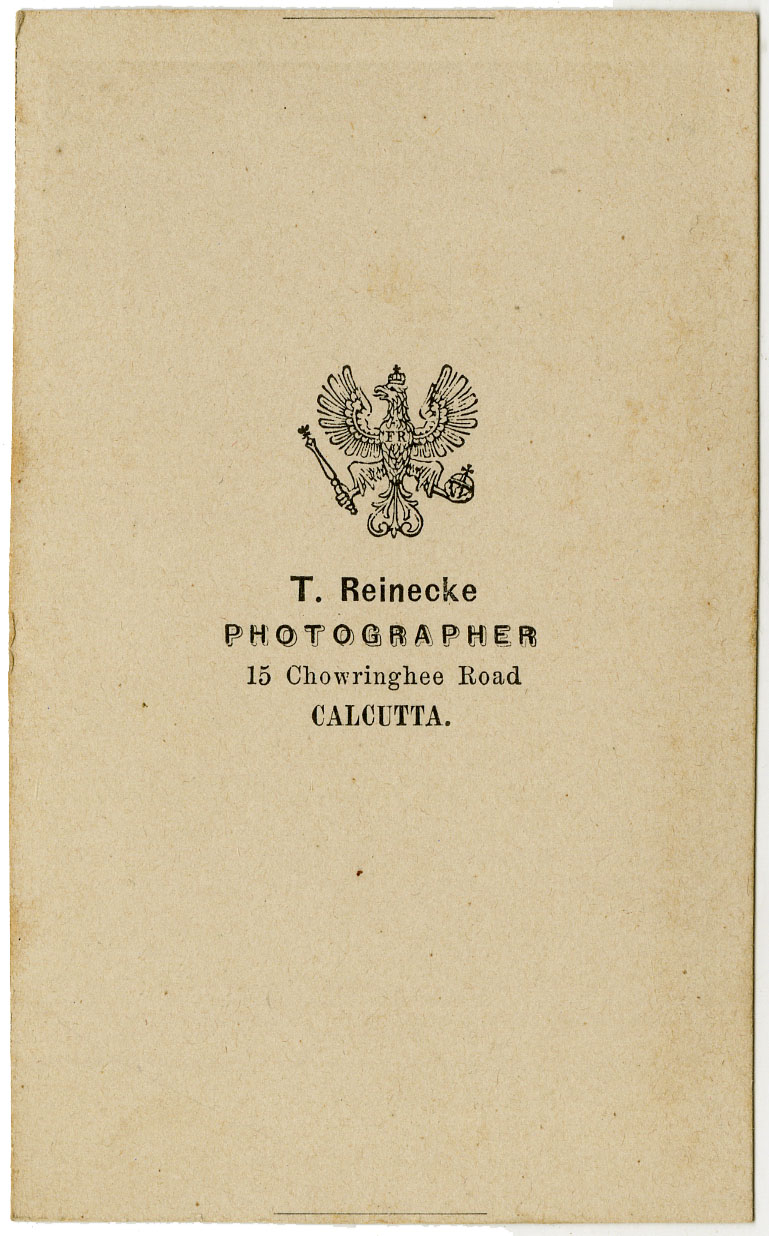 FR
T. Reinecke
PHOTOGRAPHER
15 Chowringhee Road
CALCUTTA.